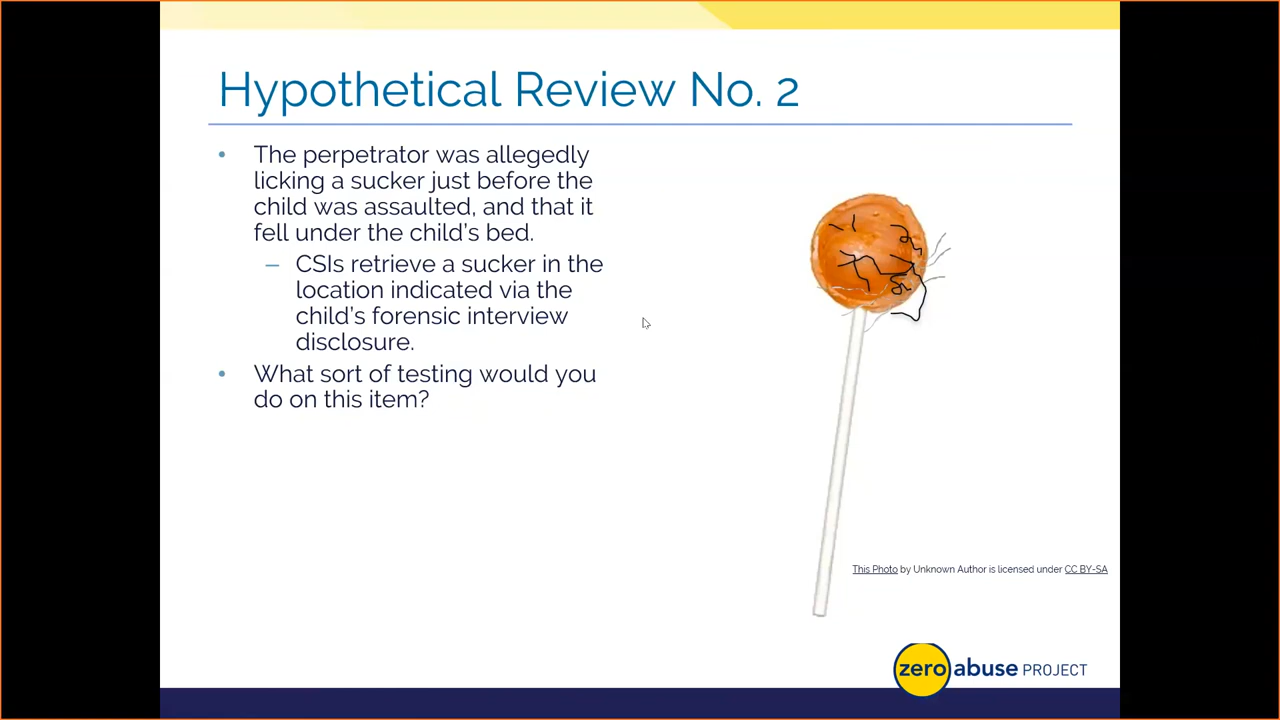 Hypothetical Review No. 2
• The perpetrator was allegedly
licking a sucker just before the
child was assaulted, and that it
fell under the child's bed.
– CSIs retrieve a sucker in the
location indicated via the
child's forensic interview
disclosure.
• What sort of testing would you
do on this item?
This Photo by Unknown Author is licensed under CC BY-SA
zero abuse PROJECT